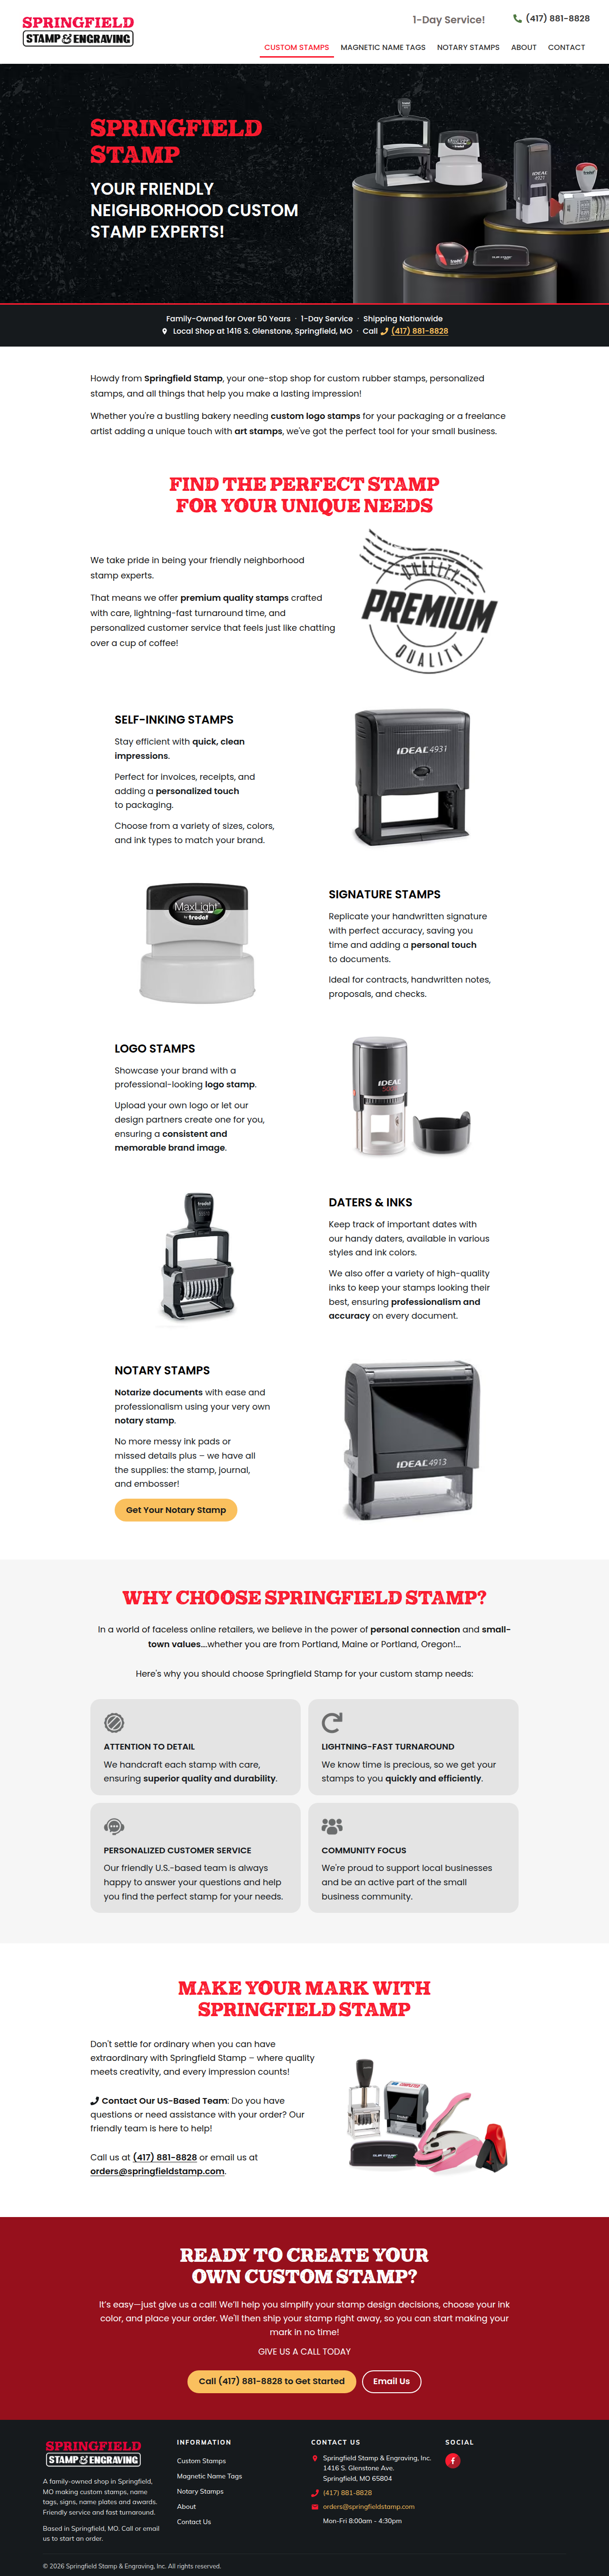 SPRINGFIELD
STAMP & ENGRAVING
1-Day Service!
(417) 881-8828
CUSTOM STAMPS
MAGNETIC NAME TAGS
NOTARY STAMPS
ABOUT
CONTACT
SPRINGFIELD
STAMP
YOUR FRIENDLY
NEIGHBORHOOD CUSTOM
STAMP EXPERTS!
Family-Owned for Over 50 Years · 1-Day Service · Shipping Nationwide
Local Shop at 1416 S. Glenstone, Springfield, MO · Call (417) 881-8828
Howdy from Springfield Stamp, your one-stop shop for custom rubber stamps, personalized
stamps, and all things that help you make a lasting impression!
Whether you're a bustling bakery needing custom logo stamps for your packaging or a freelance
artist adding a unique touch with art stamps, we've got the perfect tool for your small business.
FIND THE PERFECT STAMP
FOR YOUR UNIQUE NEEDS
We take pride in being your friendly neighborhood
stamp experts.
That means we offer premium quality stamps crafted
with care, lightning-fast turnaround time, and
personalized customer service that feels just like chatting
over a cup of coffee!
QUALITY
PREMIUM
QUALITY
SELF-INKING STAMPS
Stay efficient with quick, clean
impressions.
Perfect for invoices, receipts, and
adding a personalized touch
to packaging.
Choose from a variety of sizes, colors,
and ink types to match your brand.
IDEAL 4931
MaxLight
by trodat
SIGNATURE STAMPS
Replicate your handwritten signature
with perfect accuracy, saving you
time and adding a personal touch
to documents.
Ideal for contracts, handwritten notes,
proposals, and checks.
LOGO STAMPS
Showcase your brand with a
professional-looking logo stamp.
Upload your own logo or let our
design partners create one for you,
ensuring a consistent and
memorable brand image.
IDEAL
trodat
DATERS & INKS
Keep track of important dates with
our handy daters, available in various
styles and ink colors.
We also offer a variety of high-quality
inks to keep your stamps looking their
best, ensuring professionalism and
accuracy on every document.
NOTARY STAMPS
Notarize documents with ease and
professionalism using your very own
notary stamp.
No more messy ink pads or
missed details plus – we have all
the supplies: the stamp, journal,
and embosser!
Get Your Notary Stamp
IDEAL 4913
WHY CHOOSE SPRINGFIELD STAMP?
In a world of faceless online retailers, we believe in the power of personal connection and small-
town values...whether you are from Portland, Maine or Portland, Oregon!...
Here's why you should choose Springfield Stamp for your custom stamp needs:
ATTENTION TO DETAIL
We handcraft each stamp with care,
ensuring superior quality and durability.
LIGHTNING-FAST TURNAROUND
We know time is precious, so we get your
stamps to you quickly and efficiently.
PERSONALIZED CUSTOMER SERVICE
Our friendly U.S.-based team is always
happy to answer your questions and help
you find the perfect stamp for your needs.
COMMUNITY FOCUS
We're proud to support local businesses
and be an active part of the small
business community.
MAKE YOUR MARK WITH
SPRINGFIELD STAMP
Don't settle for ordinary when you can have
extraordinary with Springfield Stamp – where quality
meets creativity, and every impression counts!
Contact Our US-Based Team: Do you have
questions or need assistance with your order? Our
friendly team is here to help!
Call us at (417) 881-8828 or email us at
orders@springfieldstamp.com.
READY TO CREATE YOUR
OWN CUSTOM STAMP?
It's easy—just give us a call! We'll help you simplify your stamp design decisions, choose your ink
color, and place your order. We'll then ship your stamp right away, so you can start making your
mark in no time!
GIVE US A CALL TODAY
Call (417) 881-8828 to Get Started
Email Us
SPRINGFIELD
STAMP & ENGRAVING
A family-owned shop in Springfield,
MO making custom stamps, name
tags, signs, name plates and awards.
Friendly service and fast turnaround.
Based in Springfield, MO. Call or email
us to start an order.
INFORMATION
Custom Stamps
Magnetic Name Tags
Notary Stamps
About
Contact Us
CONTACT US
Springfield Stamp & Engraving, Inc.
1416 S. Glenstone Ave.
Springfield, MO 65804
(417) 881-8828
orders@springfieldstamp.com
Mon-Fri 8:00am - 4:30pm
SOCIAL
© 2026 Springfield Stamp & Engraving, Inc. All rights reserved.